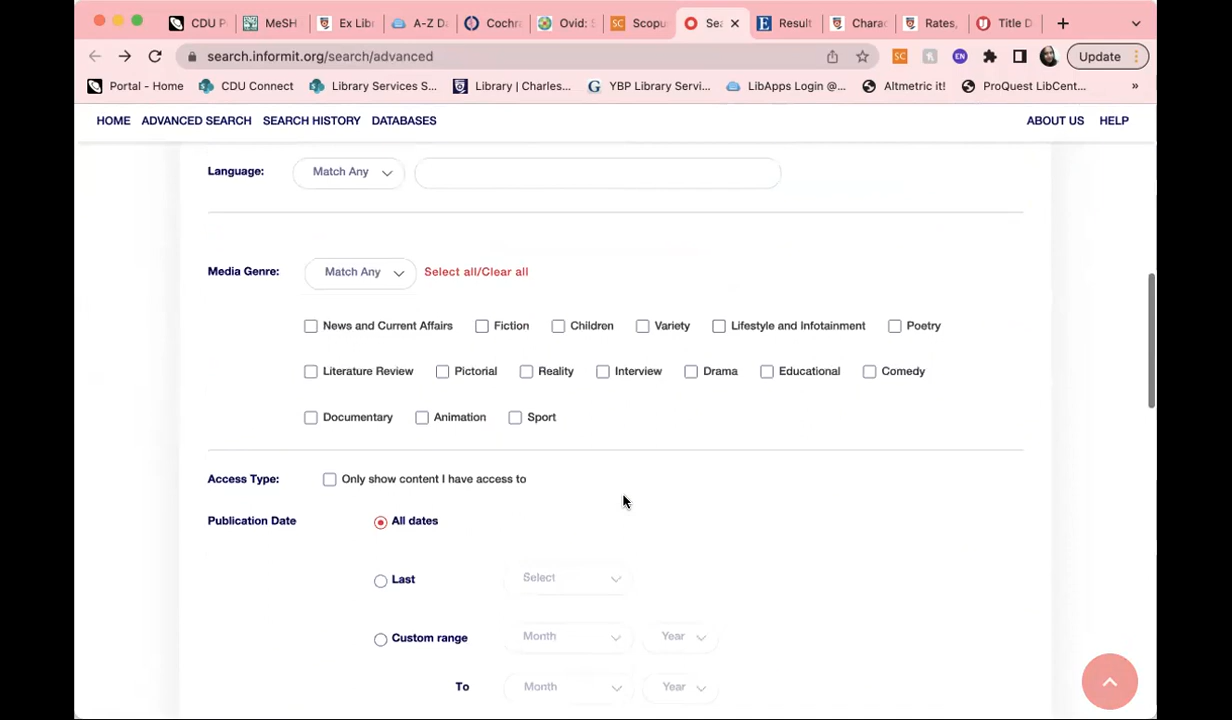 CDU P MeSH Ex Lib A-Z Da Cochr Ovid: S Scopu Sea Result Charac Rates, Title D
search.informit.org/search/advanced Update
Portal - Home CDU Connect Library Services S... Library | Charles... YBP Library Servi... LibApps Login @... Altmetric it! ProQuest LibCent... »
HOME ADVANCED SEARCH SEARCH HISTORY DATABASES ABOUT US HELP
Language: Match Any
Media Genre: Match Any Select all/Clear all
News and Current Affairs Fiction Children Variety Lifestyle and Infotainment Poetry
Literature Review Pictorial Reality Interview Drama Educational Comedy
Documentary Animation Sport
Access Type: Only show content I have access to
Publication Date All dates
Last Select
Custom range Month Year
To Month Year